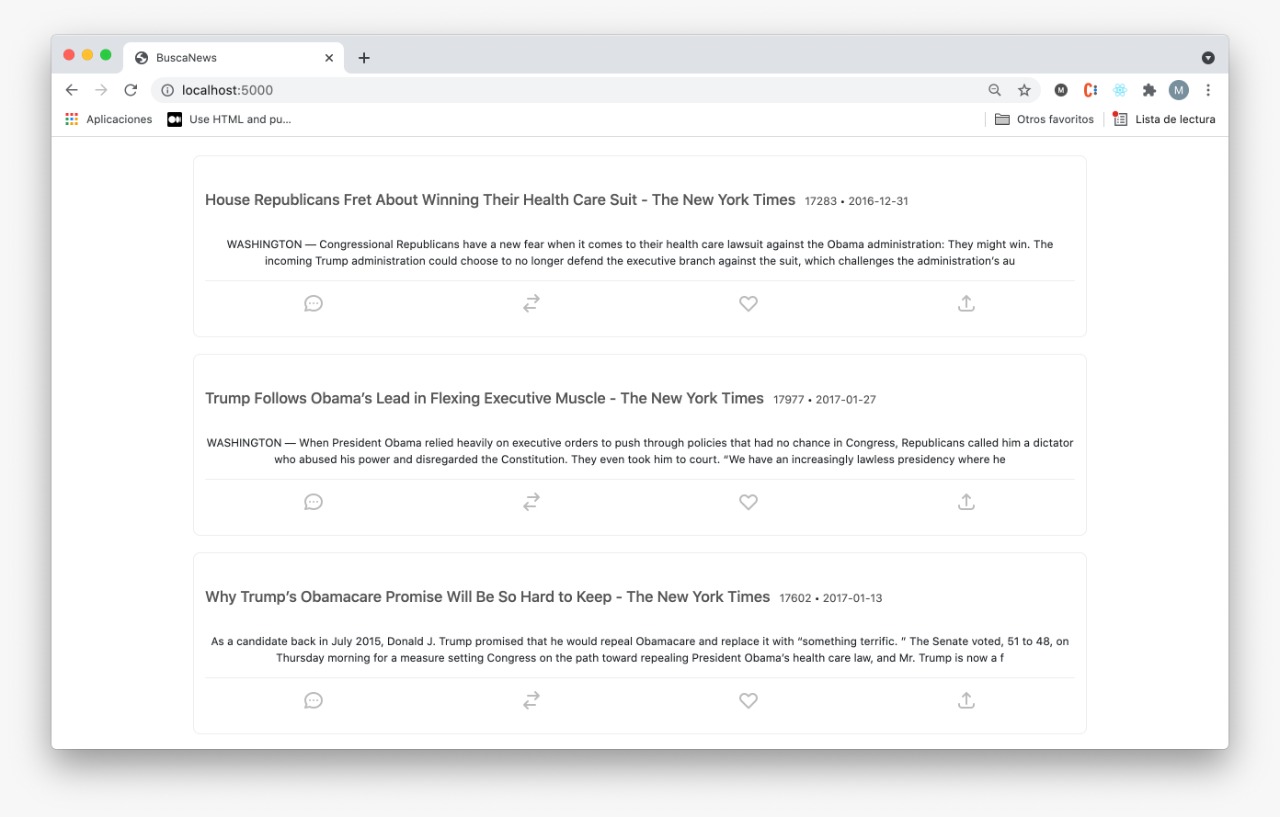 BuscaNews
localhost:5000
M
M
Aplicaciones
Use HTML and pu...
Otros favoritos
Lista de lectura
House Republicans Fret About Winning Their Health Care Suit - The New York Times 17283 • 2016-12-31
WASHINGTON — Congressional Republicans have a new fear when it comes to their health care lawsuit against the Obama administration: They might win. The
incoming Trump administration could choose to no longer defend the executive branch against the suit, which challenges the administration's au
Trump Follows Obama's Lead in Flexing Executive Muscle - The New York Times 17977 • 2017-01-27
WASHINGTON — When President Obama relied heavily on executive orders to push through policies that had no chance in Congress, Republicans called him a dictator
who abused his power and disregarded the Constitution. They even took him to court. “We have an increasingly lawless presidency where he
Why Trump's Obamacare Promise Will Be So Hard to Keep - The New York Times 17602 • 2017-01-13
As a candidate back in July 2015, Donald J. Trump promised that he would repeal Obamacare and replace it with “something terrific. ” The Senate voted, 51 to 48, on
Thursday morning for a measure setting Congress on the path toward repealing President Obama's health care law, and Mr. Trump is now a f